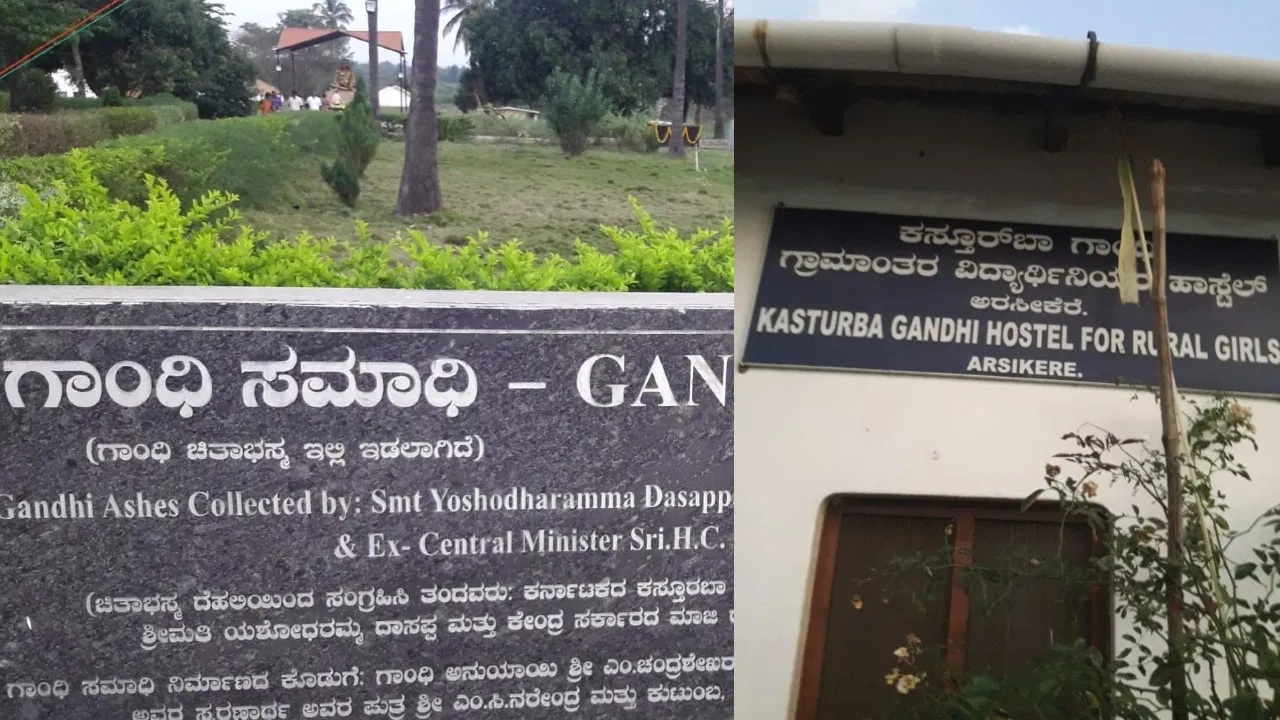 ಗಾಂಧಿ ಸಮಾಧಿ – GAN
(ಗಾಂಧಿ ಚಿತಾಭಸ್ಮ ಇಲ್ಲಿ ಇಡಲಾಗಿದೆ)
Gandhi Ashes Collected by: Smt Yoshodharamma Dasapp
& Ex- Central Minister Sri.H.C.
(ಚಿತಾಭಸ್ಮ ದೆಹಲಿಯಿಂದ ಸಂಗ್ರಹಿಸಿ ತಂದವರು: ಕರ್ನಾಟಕದ ಕಸ್ತೂರಬಾ
ಶ್ರೀಮತಿ ಯಶೋಧರಮ್ಮ ದಾಸಪ್ಪ ಮತ್ತು ಕೇಂದ್ರ ಸರ್ಕಾರದ ಮಾಜಿ
ಗಾಂಧಿ ಸಮಾಧಿ ನಿರ್ಮಾಣದ ಕೊಡುಗೆ: ಗಾಂಧಿ ಅನುಯಾಯಿ ಶ್ರೀ ಎಂ.ಚಂದ್ರಶೇಖರ
ಅವರ ಸ್ಮರಣಾರ್ಥ ಅವರ ಪುತ್ರ ಶ್ರೀ ಎಂ.ಸಿ.ನರೇಂದ್ರ ಮತ್ತು ಕುಟುಂಬ,
ಕಸ್ತೂರ್‌ಬಾ ಗಾಂಧಿ
ಗ್ರಾಮಾಂತರ ವಿದ್ಯಾರ್ಥಿನಿಯರ ಹಾಸ್ಟೆಲ್
ಅರಸೀಕೆರೆ.
KASTURBA GANDHI HOSTEL FOR RURAL GIRLS
ARSIKERE.